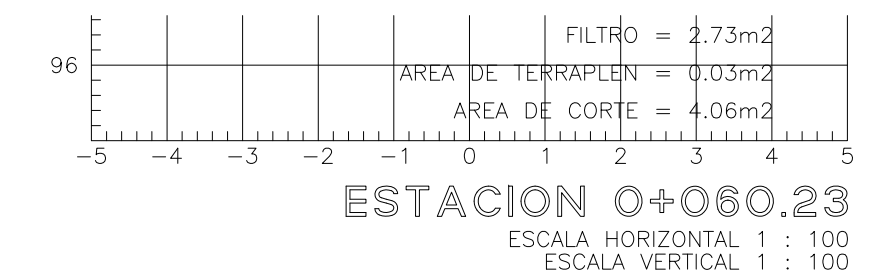 FILTRO = 2.73m2
96
AREA DE TERRAPLEN = 0.03m2
AREA DE CORTE = 4.06m2
-5 -4 -3 -2 -1 0 1 2 3 4 5
ESTACION 0+060.23
ESCALA HORIZONTAL 1 : 100
ESCALA VERTICAL 1 : 100